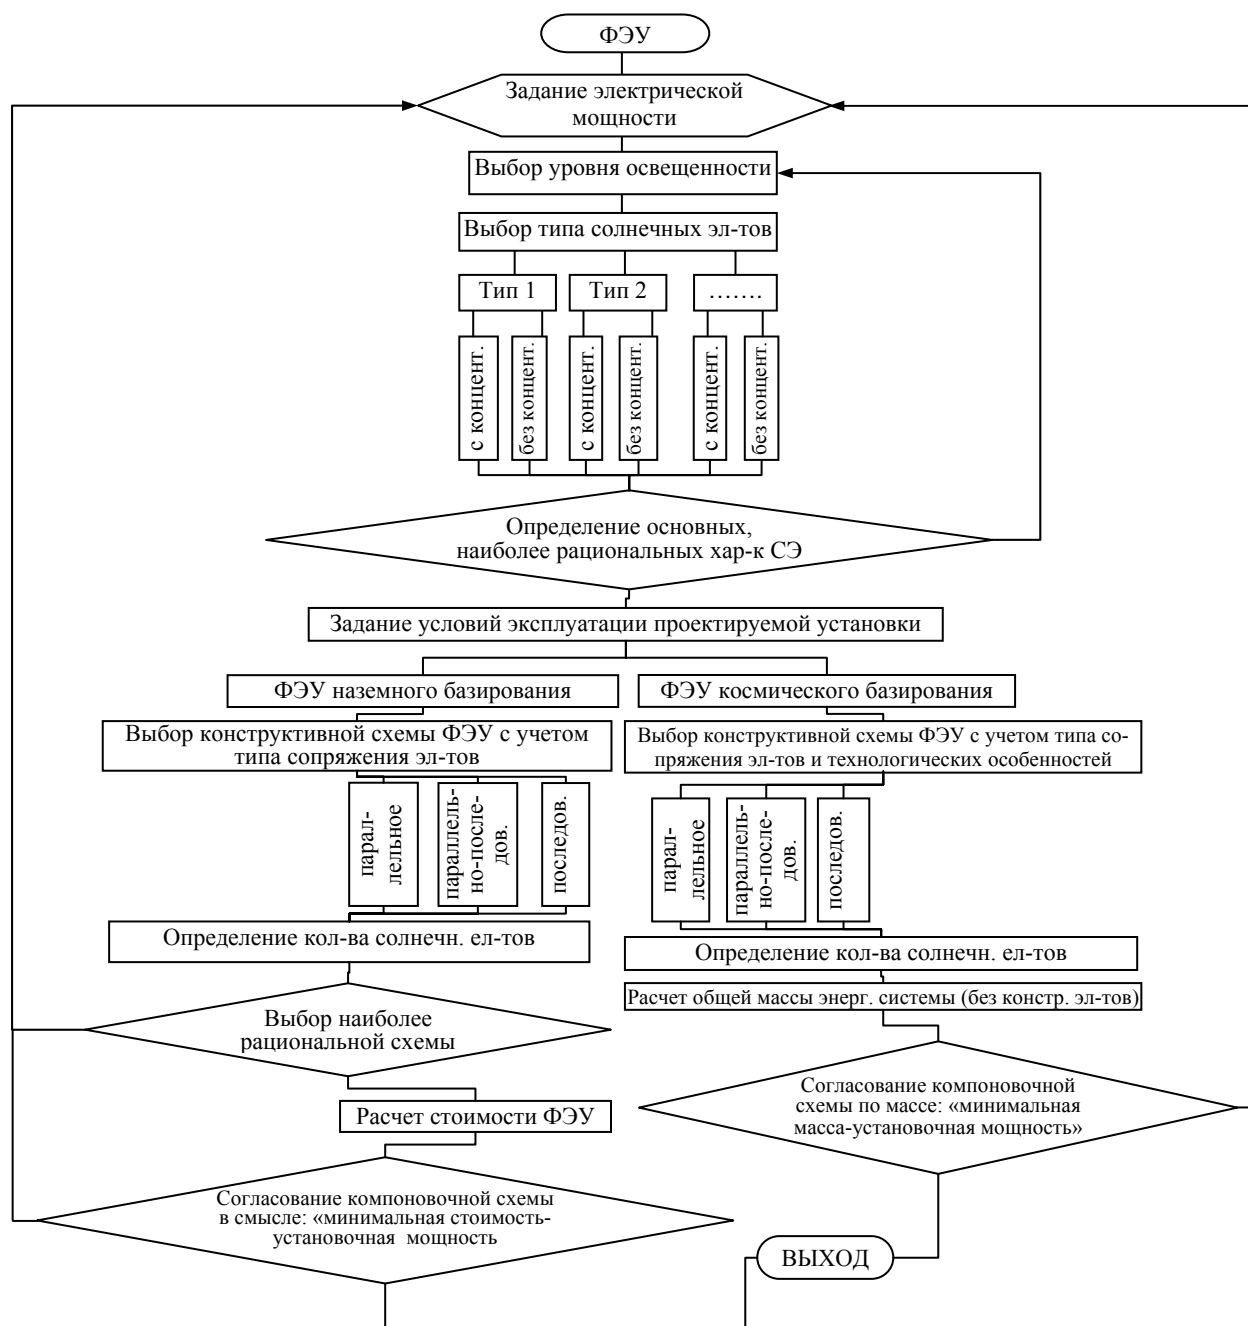 ФЭУ
Задание электрической
мощности
Выбор уровня освещенности
Выбор типа солнечных эл-тов
Тип 1
Тип 2
…….
с концент.
без концент.
с концент.
без концент.
с концент.
без концент.
Определение основных,
наиболее рациональных хар-к СЭ
Задание условий эксплуатации проектируемой установки
ФЭУ наземного базирования
ФЭУ космического базирования
Выбор конструктивной схемы ФЭУ с учетом
типа сопряжения эл-тов
Выбор конструктивной схемы ФЭУ с учетом типа со-
пряжения эл-тов и технологических особенностей
парал-
лельное
параллель-
но-после-
дов.
последов.
парал-
лельное
параллель-
но-послед-
дов.
последов.
Определение кол-ва солнечн. ел-тов
Определение кол-ва солнечн. ел-тов
Расчет общей массы энерг. системы (без констр. эл-тов)
Выбор наиболее
рациональной схемы
Согласование компоновочной
схемы по массе: «минимальная
масса-установочная мощность»
Расчет стоимости ФЭУ
Согласование компоновочной схемы
в смысле: «минимальная стоимость-
установочная мощность
ВЫХОД